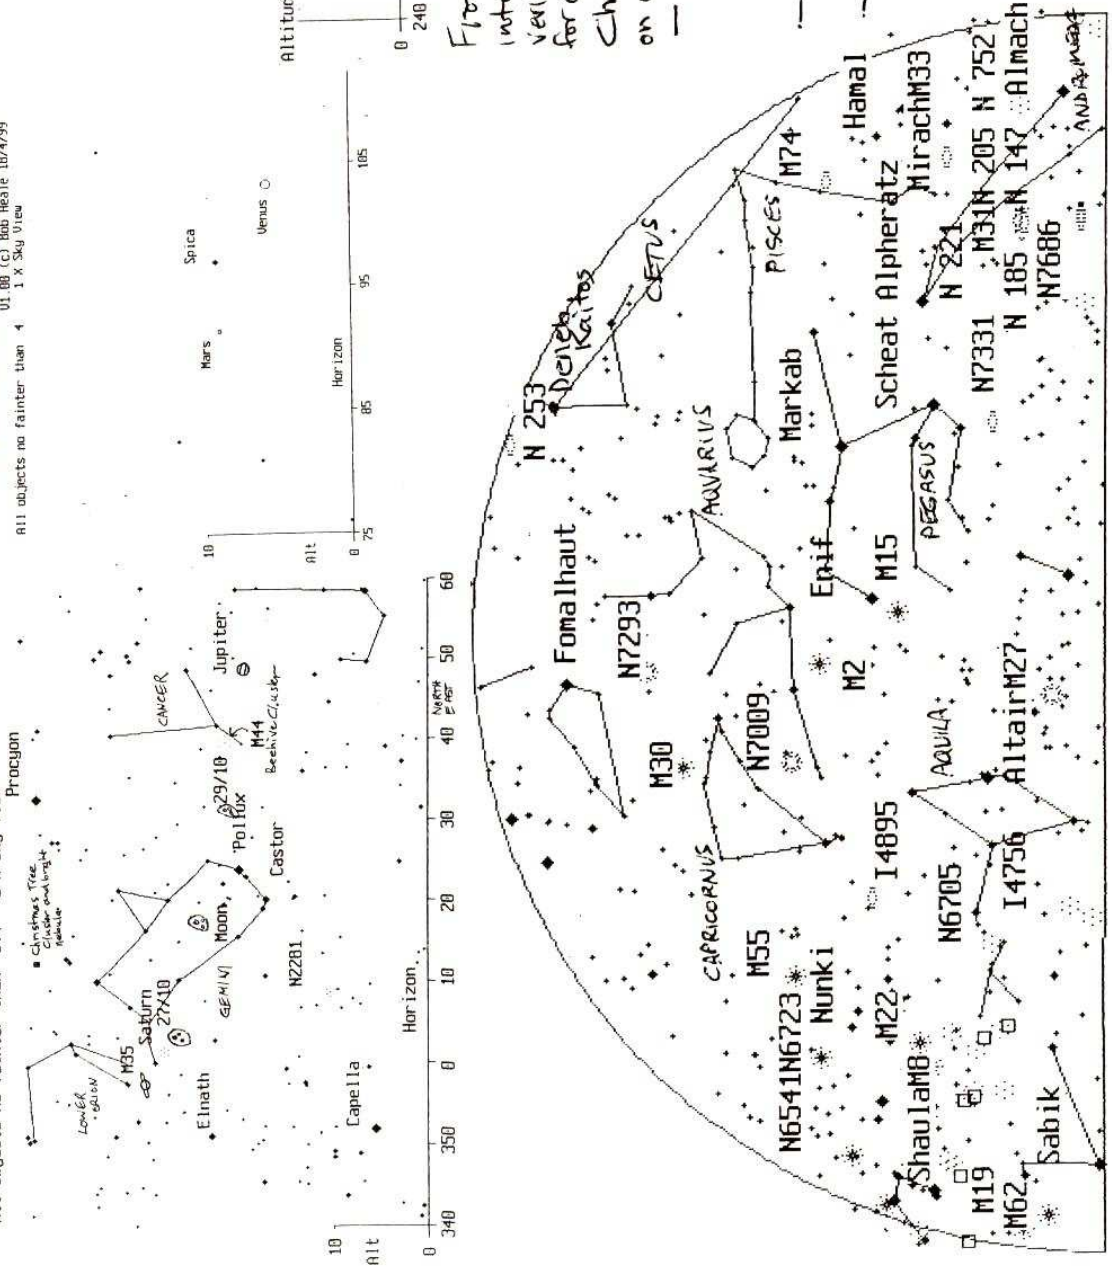 All objects no fainter than 4
V1.00 (c) Bob Heale 18/4/99
1 X Sky View
Procyon
Christmas Tree
Cluster and bright
nebula
LOWER
ORION
M35
Saturn
27/10
GEMINI
Moon
29/10
Pollux
Castor
CANCER
M44
Beehive Cluster
Jupiter
Elnath
N2281
Capella
Horizon
10
Alt
0
340
350
0
10
20
30
40
50
60
NORTH
EAST
Spica
Mars
Venus
Horizon
10
Alt
0
75
85
95
105
Altitud
0
240
on
N 253
Deneb
Kaitos
CETUS
Fomalhaut
N7293
AQUARIUS
PISCES
M74
Hamal
Markab
Scheat
Alpheratz
Mirach
M33
M30
N7009
CAPRICORNUS
M55
Enif
M15
M2
PEGASUS
N7331
N 221
M31
N 205
N 752
N 185
N 147
Almach
N7686
ANDROMEDA
N6541
N6723
Nunki
M22
I4895
AQUILA
Altair
M27
N6705
I4756
Shaula
M8
M19
M62
Sabik